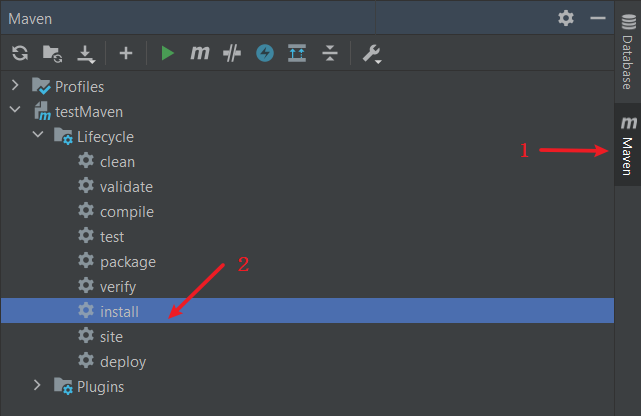 Maven
Database
m
Profiles
testMaven
Lifecycle
clean
validate
1
m Maven
compile
test
package
2
verify
install
site
deploy
Plugins